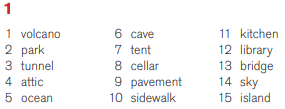 1
1 volcano
2 park
3 tunnel
4 attic
5 ocean
6 cave
7 tent
8 cellar
9 pavement
10 sidewalk
11 kitchen
12 library
13 bridge
14 sky
15 island